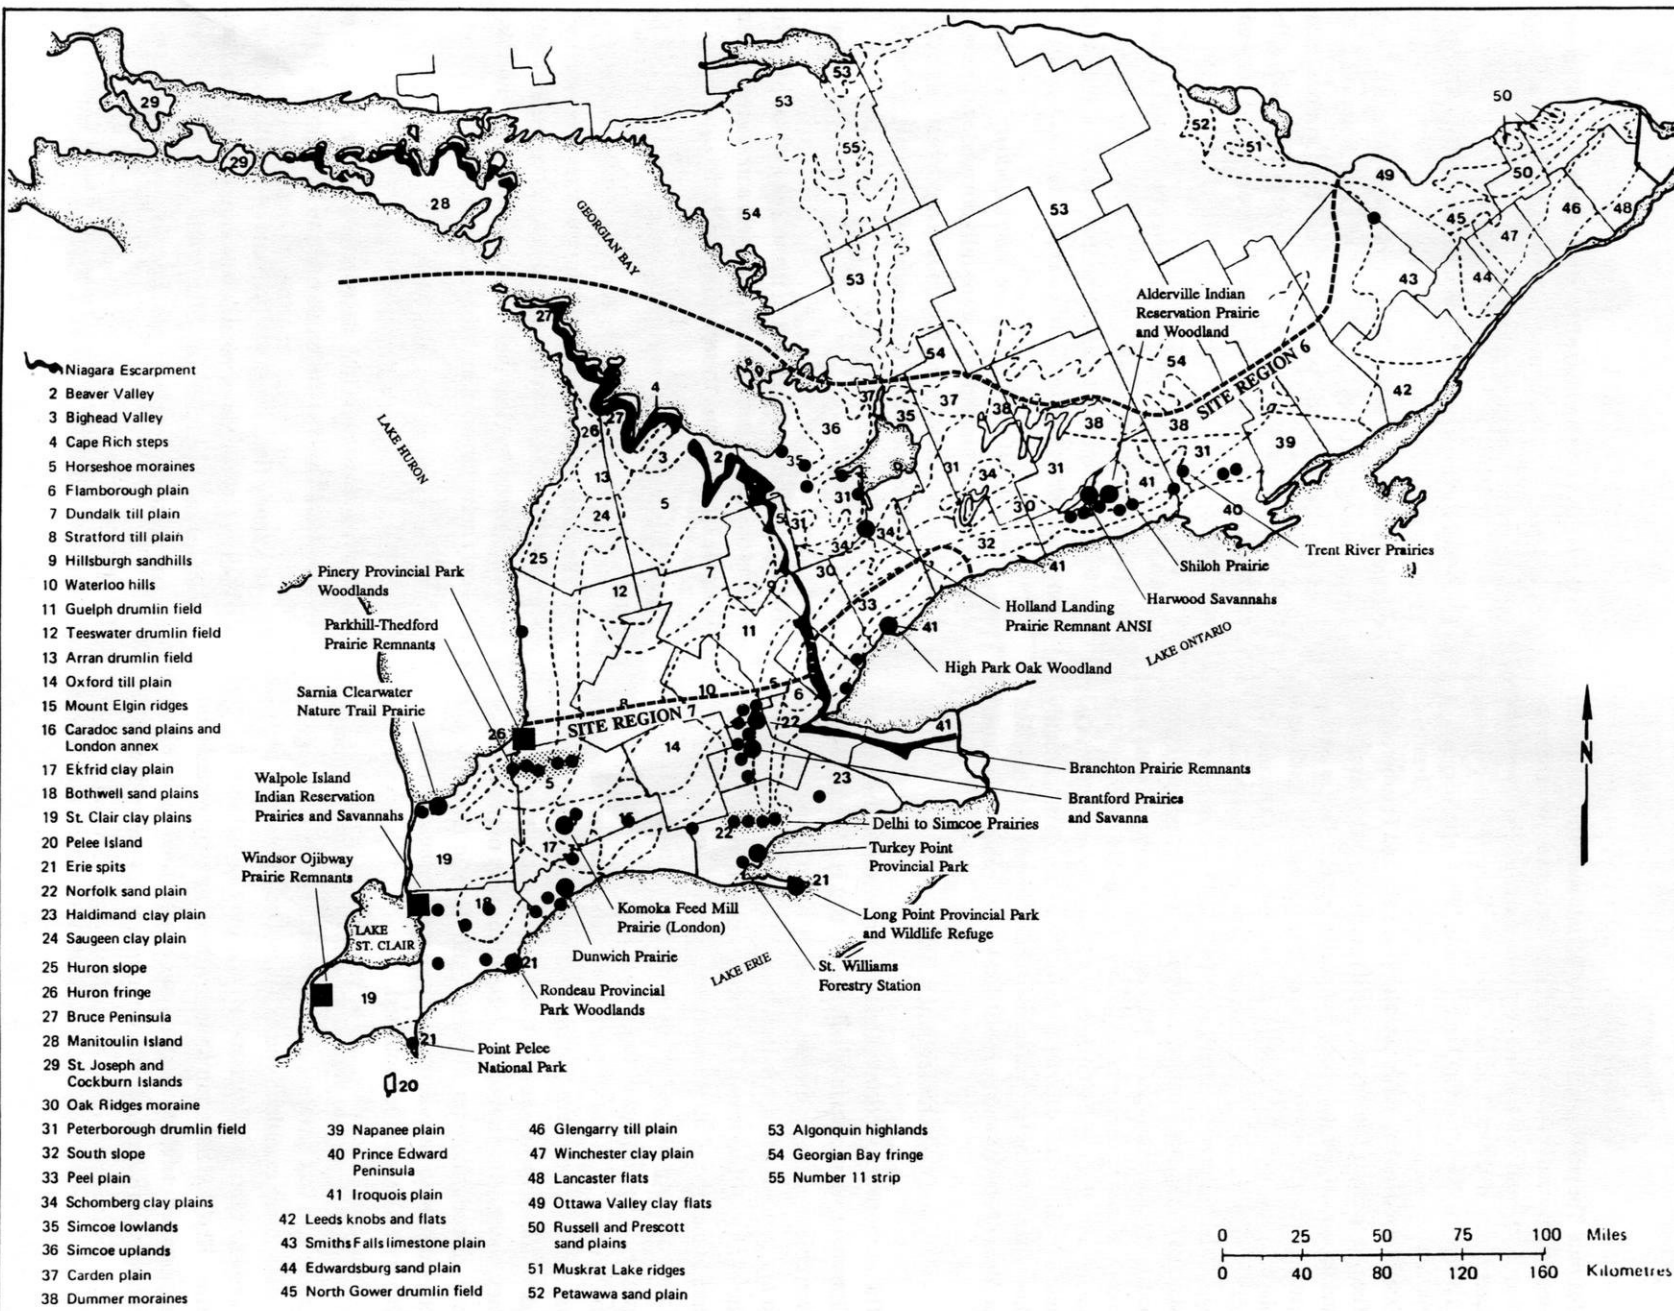 GEORGIAN BAY
LAKE HURON
LAKE ONTARIO
LAKE ERIE
LAKE
ST. CLAIR
SITE REGION 6
SITE REGION 7
Alderville Indian
Reservation Prairie
and Woodland
Trent River Prairies
Shiloh Prairie
Harwood Savannahs
Holland Landing
Prairie Remnant ANSI
High Park Oak Woodland
Pinery Provincial Park
Woodlands
Parkhill-Thedford
Prairie Remnants
Sarnia Clearwater
Nature Trail Prairie
Walpole Island
Indian Reservation
Prairies and Savannahs
Windsor Ojibway
Prairie Remnants
Branchton Prairie Remnants
Brantford Prairies
and Savanna
Delhi to Simcoe Prairies
Turkey Point
Provincial Park
Long Point Provincial Park
and Wildlife Refuge
St. Williams
Forestry Station
Komoka Feed Mill
Prairie (London)
Dunwich Prairie
Rondeau Provincial
Park Woodlands
Point Pelee
National Park
N
Niagara Escarpment
2 Beaver Valley
3 Bighead Valley
4 Cape Rich steps
5 Horseshoe moraines
6 Flamborough plain
7 Dundalk till plain
8 Stratford till plain
9 Hillsburgh sandhills
10 Waterloo hills
11 Guelph drumlin field
12 Teeswater drumlin field
13 Arran drumlin field
14 Oxford till plain
15 Mount Elgin ridges
16 Caradoc sand plains and
London annex
17 Ekfrid clay plain
18 Bothwell sand plains
19 St. Clair clay plains
20 Pelee Island
21 Erie spits
22 Norfolk sand plain
23 Haldimand clay plain
24 Saugeen clay plain
25 Huron slope
26 Huron fringe
27 Bruce Peninsula
28 Manitoulin Island
29 St. Joseph and
Cockburn Islands
30 Oak Ridges moraine
31 Peterborough drumlin field
32 South slope
33 Peel plain
34 Schomberg clay plains
35 Simcoe lowlands
36 Simcoe uplands
37 Carden plain
38 Dummer moraines
39 Napanee plain
40 Prince Edward
Peninsula
41 Iroquois plain
42 Leeds knobs and flats
43 Smiths Falls limestone plain
44 Edwardsburg sand plain
45 North Gower drumlin field
46 Glengarry till plain
47 Winchester clay plain
48 Lancaster flats
49 Ottawa Valley clay flats
50 Russell and Prescott
sand plains
51 Muskrat Lake ridges
52 Petawawa sand plain
53 Algonquin highlands
54 Georgian Bay fringe
55 Number 11 strip
0 25 50 75 100 Miles
0 40 80 120 160 Kilometres